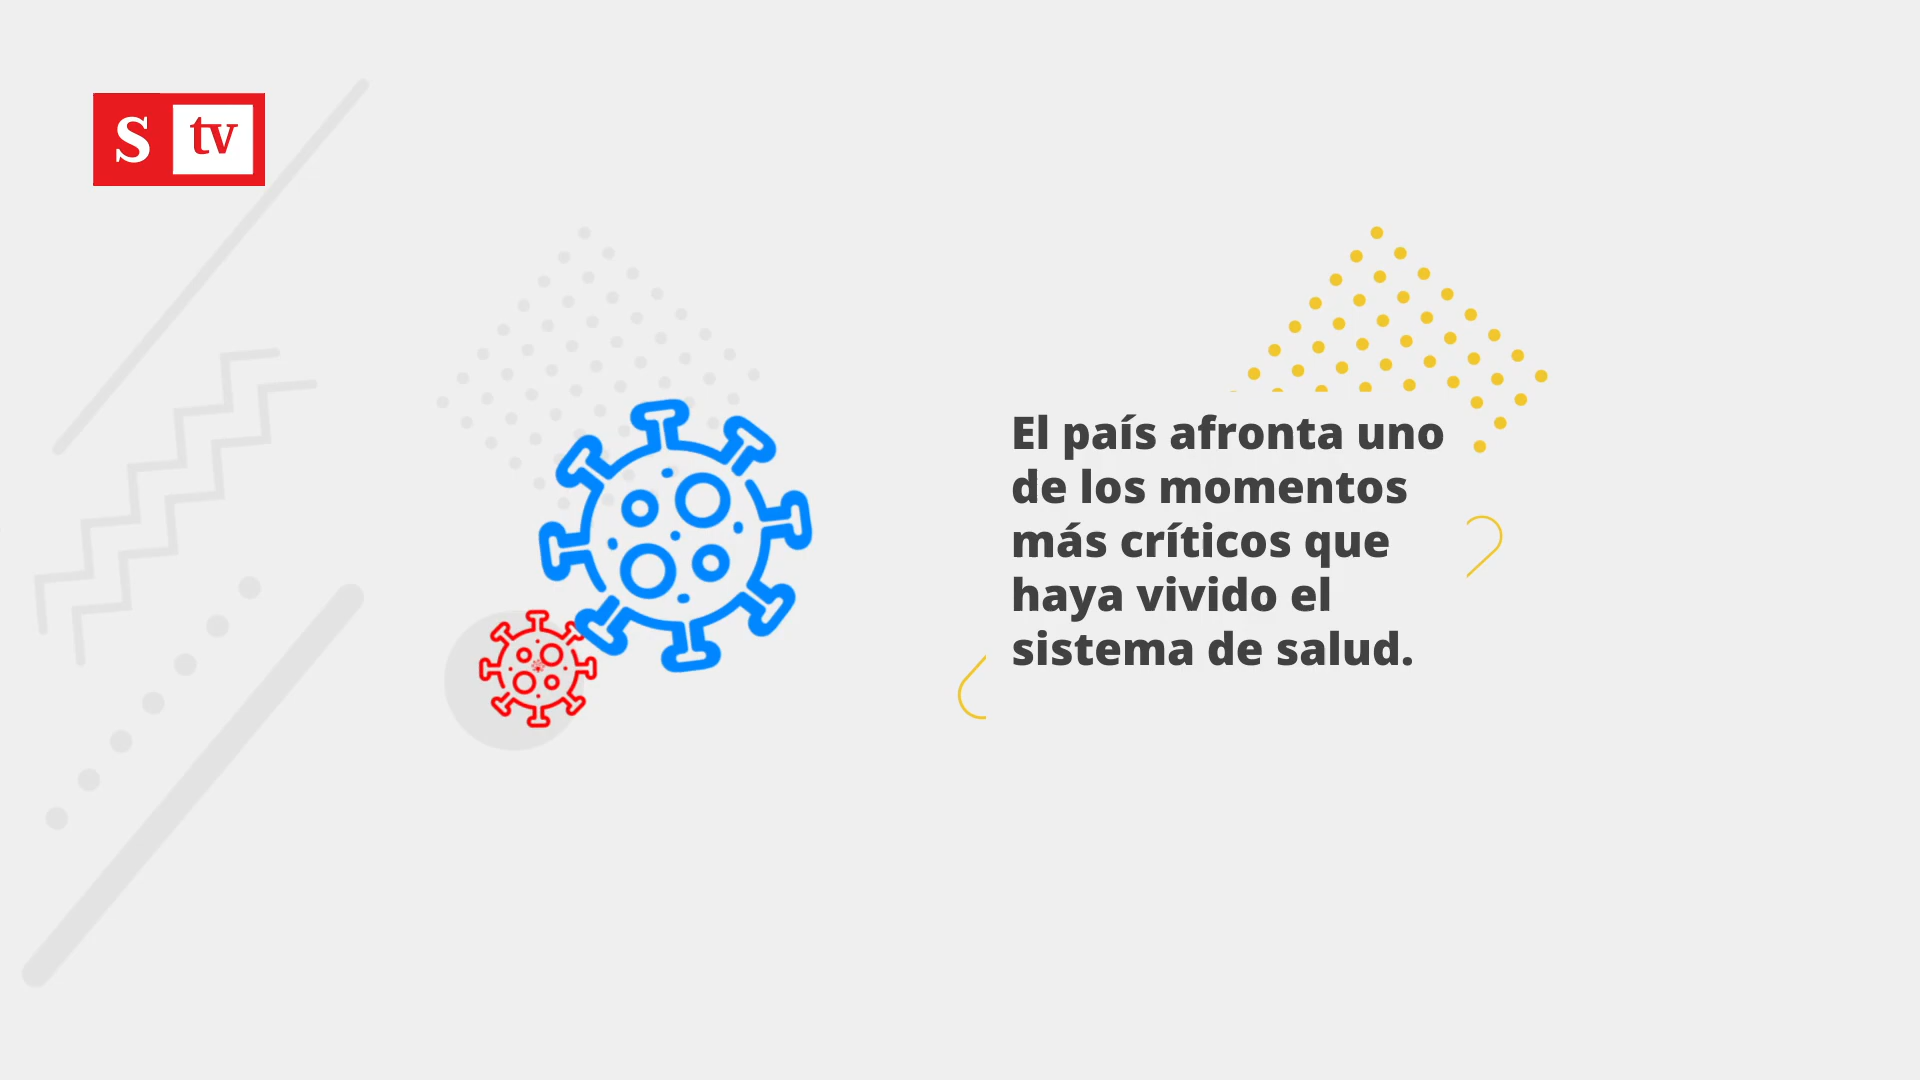 S tv
El país afronta uno
de los momentos
más críticos que
haya vivido el
sistema de salud.